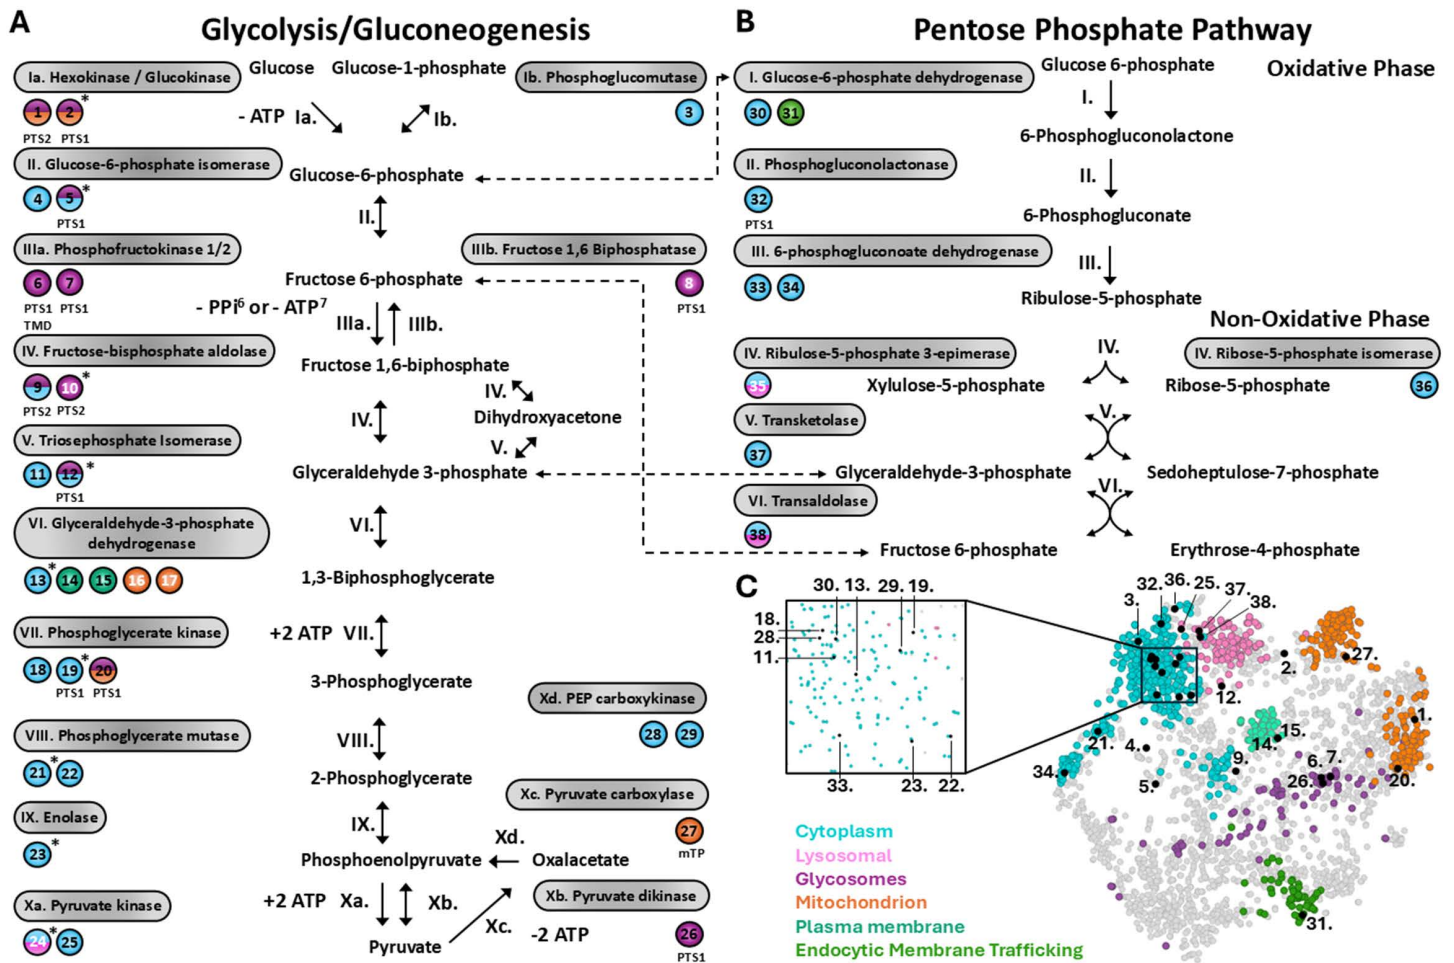 A
Glycolysis/Gluconeogenesis
Ia. Hexokinase / Glucokinase
1
2
*
PTS2
PTS1
II. Glucose-6-phosphate isomerase
4
5
*
PTS1
IIIa. Phosphofructokinase 1/2
6
7
PTS1
PTS1
TMD
IV. Fructose-bisphosphate aldolase
9
10
*
PTS2
PTS2
V. Triosephosphate Isomerase
11
12
*
PTS1
VI. Glyceraldehyde-3-phosphate
dehydrogenase
13
*
14
15
16
17
VII. Phosphoglycerate kinase
18
19
*
20
PTS1
PTS1
VIII. Phosphoglycerate mutase
21
*
22
IX. Enolase
23
*
Xa. Pyruvate kinase
24
*
25
Glucose
Glucose-1-phosphate
- ATP
Ia.
Ib.
Glucose-6-phosphate
II.
Fructose 6-phosphate
- PPi6 or - ATP7
IIIa.
IIIb.
Fructose 1,6-biphosphate
IV.
IV.
Dihydroxyacetone
V.
Glyceraldehyde 3-phosphate
VI.
1,3-Biphosphoglycerate
+2 ATP
VII.
3-Phosphoglycerate
VIII.
2-Phosphoglycerate
IX.
Xd.
Phosphoenolpyruvate
Oxalacetate
+2 ATP
Xa.
Xb.
Xc.
Pyruvate
Ib. Phosphoglucomutase
3
IIIb. Fructose 1,6 Biphosphatase
8
PTS1
Xd. PEP carboxykinase
28
29
Xc. Pyruvate carboxylase
27
mTP
Xb. Pyruvate dikinase
-2 ATP
26
PTS1
B
Pentose Phosphate Pathway
I. Glucose-6-phosphate dehydrogenase
30
31
II. Phosphogluconolactonase
32
PTS1
III. 6-phosphogluconoate dehydrogenase
33
34
Glucose 6-phosphate
Oxidative Phase
I.
6-Phosphogluconolactone
II.
6-Phosphogluconate
III.
Ribulose-5-phosphate
Non-Oxidative Phase
IV. Ribulose-5-phosphate 3-epimerase
35
IV.
IV. Ribose-5-phosphate isomerase
36
Xylulose-5-phosphate
Ribose-5-phosphate
V. Transketolase
37
V.
Glyceraldehyde-3-phosphate
Sedoheptulose-7-phosphate
VI. Transaldolase
38
VI.
Fructose 6-phosphate
Erythrose-4-phosphate
C
30.
13.
29.
19.
18.
28.
11.
33.
23.
22.
3.
32.
36.
25.
37.
38.
2.
27.
12.
1.
21.
4.
15.
14.
34.
5.
9.
6.
7.
26.
20.
31.
Cytoplasm
Lysosomal
Glycosomes
Mitochondrion
Plasma membrane
Endocytic Membrane Trafficking